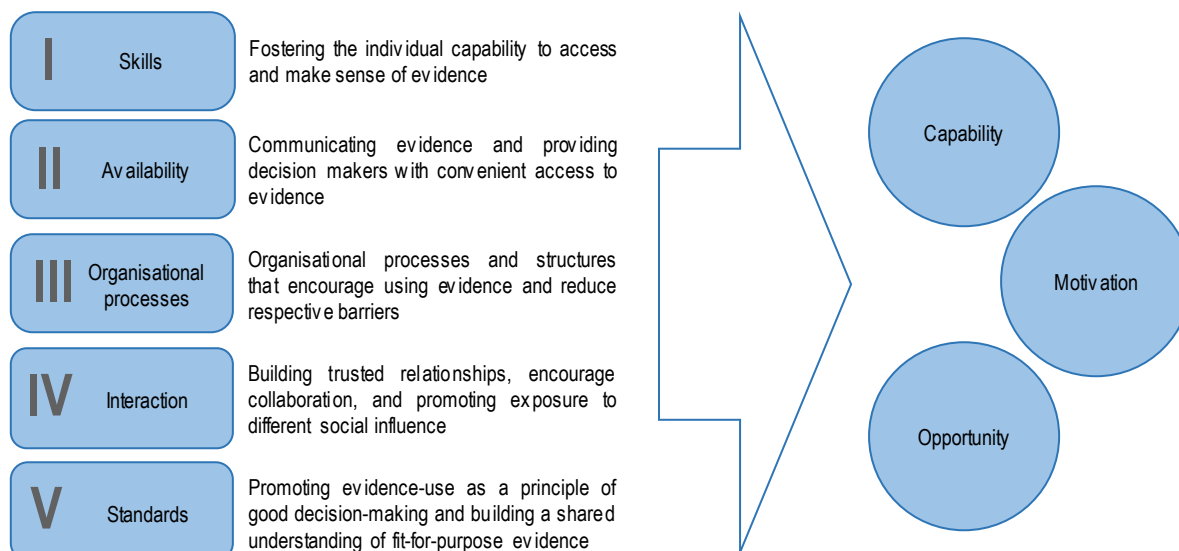 I
Skills
Fostering the individual capability to access
and make sense of evidence
II
Availability
Communicating evidence and providing
decision makers with convenient access to
evidence
III
Organisational
processes
Organisational processes and structures
that encourage using evidence and reduce
respective barriers
IV
Interaction
Building trusted relationships, encourage
collaboration, and promoting exposure to
different social influence
V
Standards
Promoting evidence-use as a principle of
good decision-making and building a shared
understanding of fit-for-purpose evidence
Capability
Motivation
Opportunity